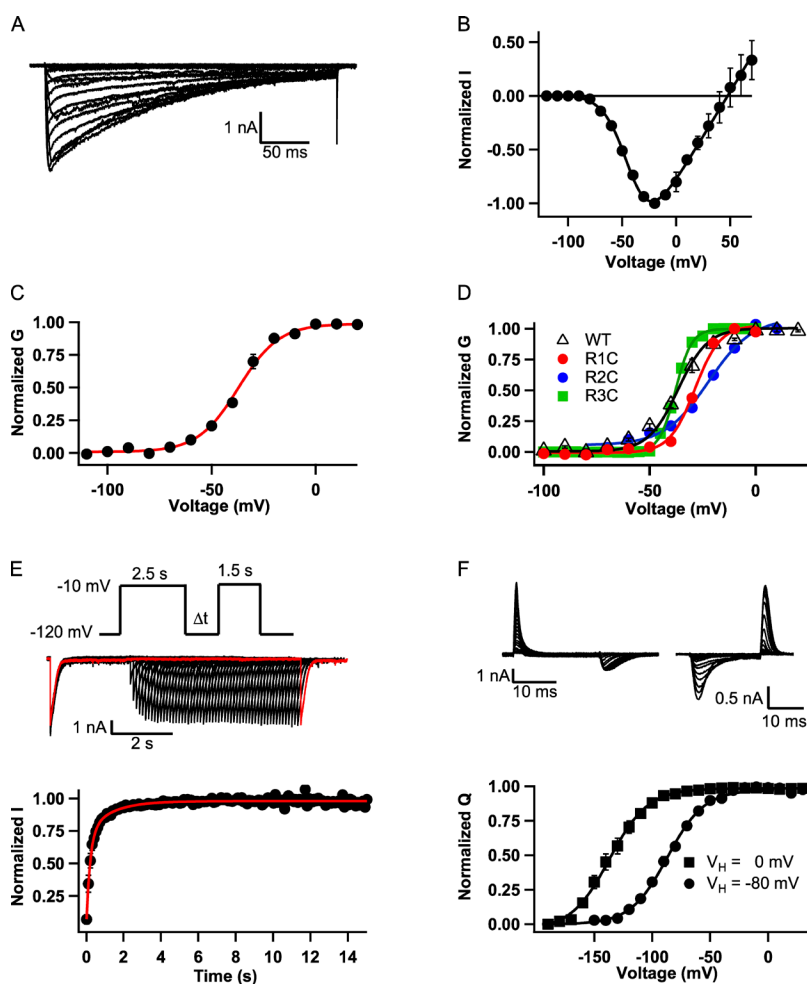 A
1 nA
50 ms
B
Normalized I
0.50
0.00
-0.50
-1.00
-100 -50 0 50
Voltage (mV)
C
Normalized G
1.00
0.75
0.50
0.25
0.00
-100 -50 0
Voltage (mV)
D
Normalized G
1.00
0.75
0.50
0.25
0.00
WT
R1C
R2C
R3C
-100 -50 0
Voltage (mV)
E
2.5 s 1.5 s
-10 mV
Δt
-120 mV
1 nA
2 s
Normalized I
1.00
0.75
0.50
0.25
0 2 4 6 8 10 12 14
Time (s)
F
1 nA
10 ms
0.5 nA
10 ms
Normalized Q
1.00
0.75
0.50
0.25
0.00
VH = 0 mV
VH = -80 mV
-150 -100 -50 0
Voltage (mV)